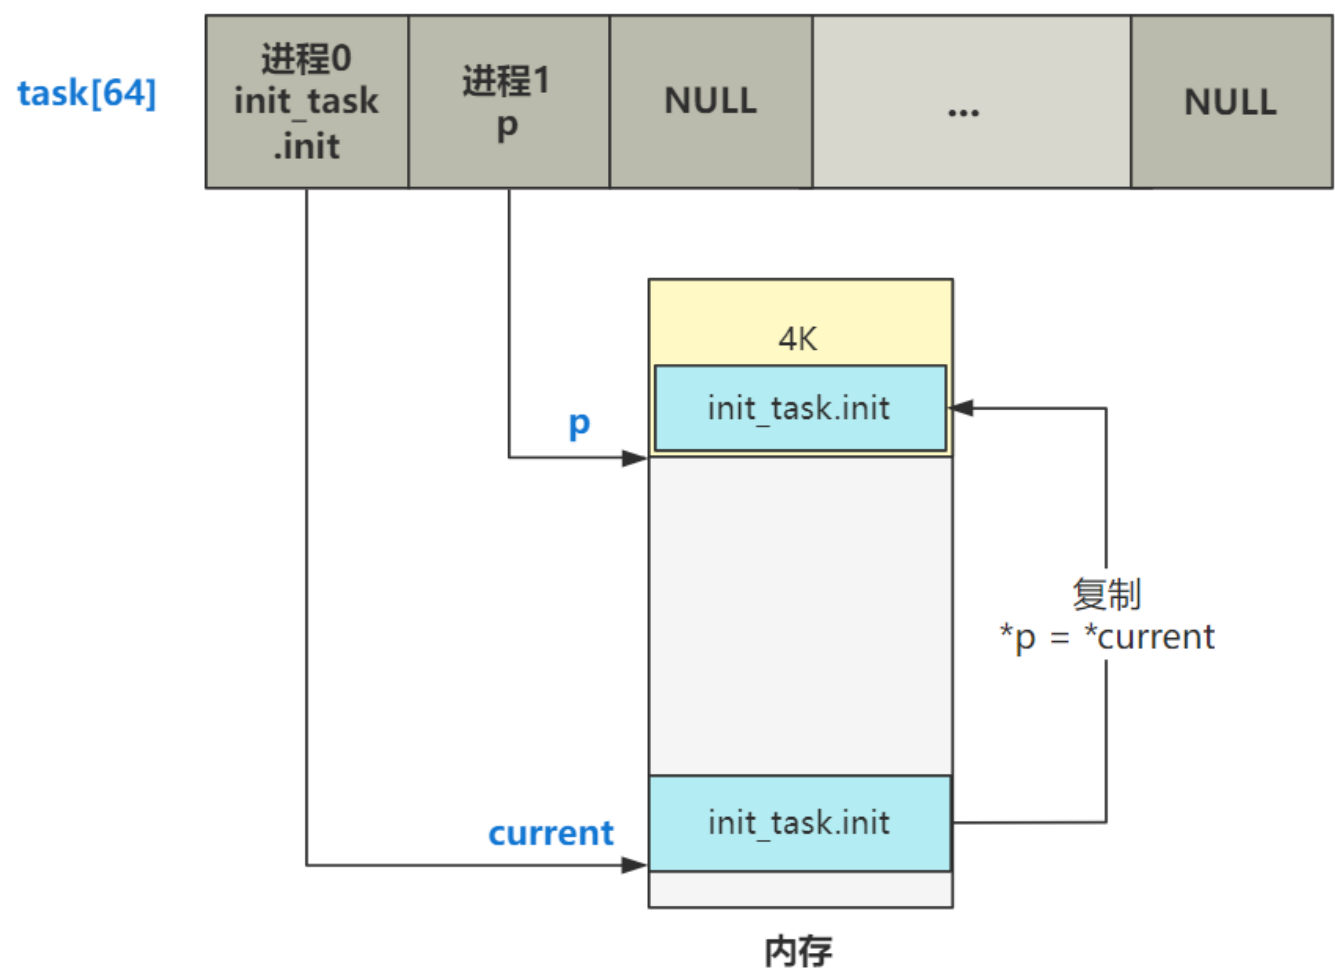 task[64]
进程0
init_task
.init
进程1
p
NULL
...
NULL
4K
init_task.init
p
复制
*p = *current
init_task.init
current
内存